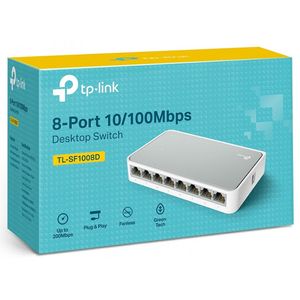 tp-link
8-Port 10/100Mbps
Desktop Switch
TL-SF1008D
Up to
200Mbps
Plug & Play
Fanless
Green
Tech